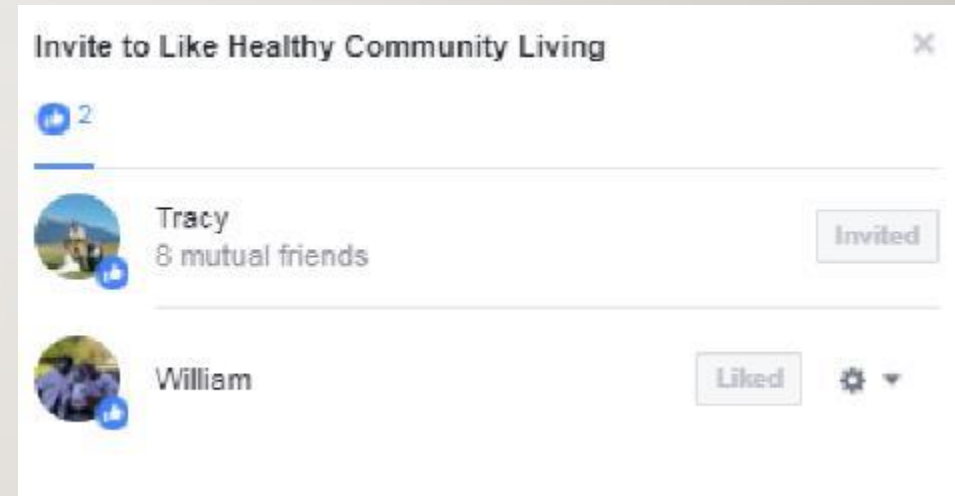 Invite to Like Healthy Community Living
2
Tracy
8 mutual friends
Invited
William
Liked